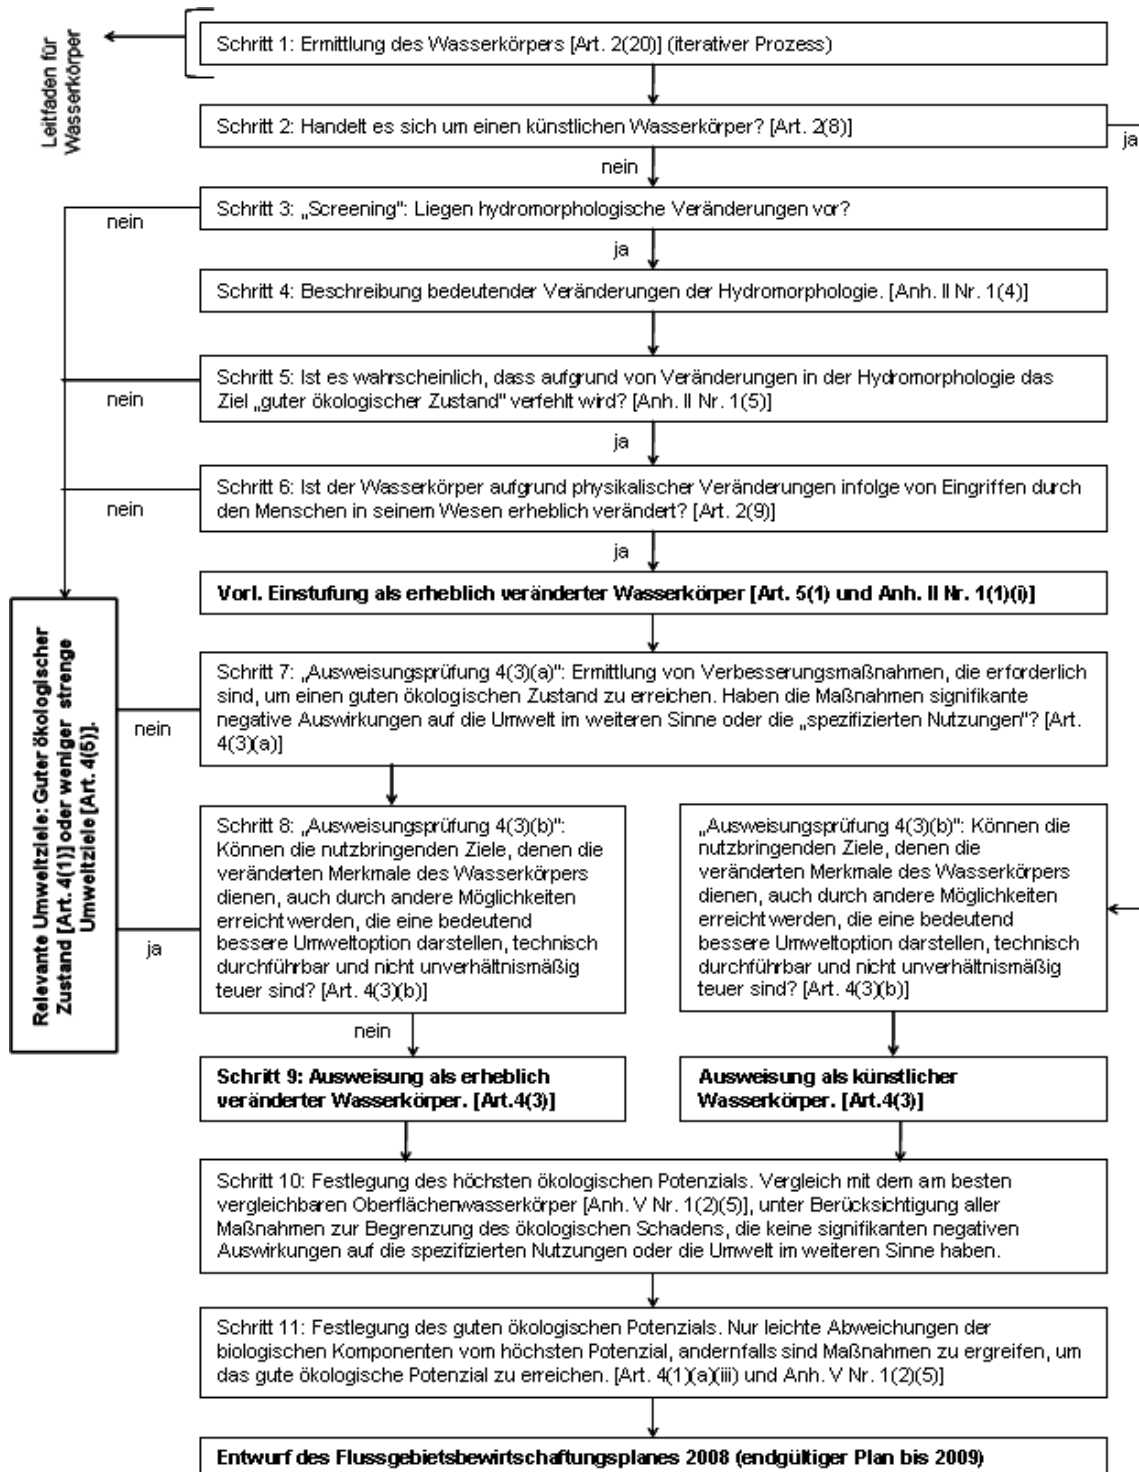 Leitfaden für
Wasserkörper
Schritt 1: Ermittlung des Wasserkörpers [Art. 2(20)] (iterativer Prozess)
Schritt 2: Handelt es sich um einen künstlichen Wasserkörper? [Art. 2(8)]
ja
nein
Schritt 3: „Screening“: Liegen hydromorphologische Veränderungen vor?
nein
ja
Schritt 4: Beschreibung bedeutender Veränderungen der Hydromorphologie. [Anh. II Nr. 1(4)]
Schritt 5: Ist es wahrscheinlich, dass aufgrund von Veränderungen in der Hydromorphologie das
Ziel „guter ökologischer Zustand“ verfehlt wird? [Anh. II Nr. 1(5)]
nein
ja
Schritt 6: Ist der Wasserkörper aufgrund physikalischer Veränderungen infolge von Eingriffen durch
den Menschen in seinem Wesen erheblich verändert? [Art. 2(9)]
nein
ja
Vorl. Einstufung als erheblich veränderter Wasserkörper [Art. 5(1) und Anh. II Nr. 1(1)(i)]
Relevante Umweltziele: Guter ökologischer
Zustand [Art. 4(1)] oder weniger strenge
Umweltziele [Art. 4(5)].
Schritt 7: „Ausweisungsprüfung 4(3)(a)“: Ermittlung von Verbesserungsmaßnahmen, die erforderlich
sind, um einen guten ökologischen Zustand zu erreichen. Haben die Maßnahmen signifikante
negative Auswirkungen auf die Umwelt im weiteren Sinne oder die „spezifizierten Nutzungen“? [Art.
4(3)(a)]
nein
Schritt 8: „Ausweisungsprüfung 4(3)(b)“:
Können die nutzbringenden Ziele, denen die
veränderten Merkmale des Wasserkörpers
dienen, auch durch andere Möglichkeiten
erreicht werden, die eine bedeutend
bessere Umweltoption darstellen, technisch
durchführbar und nicht unverhältnismäßig
teuer sind? [Art. 4(3)(b)]
ja
nein
„Ausweisungsprüfung 4(3)(b)“: Können die
nutzbringenden Ziele, denen die
veränderten Merkmale des Wasserkörpers
dienen, auch durch andere Möglichkeiten
erreicht werden, die eine bedeutend
bessere Umweltoption darstellen, technisch
durchführbar und nicht unverhältnismäßig
teuer sind? [Art. 4(3)(b)]
Schritt 9: Ausweisung als erheblich
veränderter Wasserkörper. [Art.4(3)]
Ausweisung als künstlicher
Wasserkörper. [Art.4(3)]
Schritt 10: Festlegung des höchsten ökologischen Potenzials. Vergleich mit dem am besten
vergleichbaren Oberflächenwasserkörper [Anh. V Nr. 1(2)(5)], unter Berücksichtigung aller
Maßnahmen zur Begrenzung des ökologischen Schadens, die keine signifikanten negativen
Auswirkungen auf die spezifizierten Nutzungen oder die Umwelt im weiteren Sinne haben.
Schritt 11: Festlegung des guten ökologischen Potenzials. Nur leichte Abweichungen der
biologischen Komponenten vom höchsten Potenzial, andernfalls sind Maßnahmen zu ergreifen, um
das gute ökologische Potenzial zu erreichen. [Art. 4(1)(a)(iii) und Anh. V Nr. 1(2)(5)]
Entwurf des Flussgebietsbewirtschaftungsplanes 2008 (endgültiger Plan bis 2009)